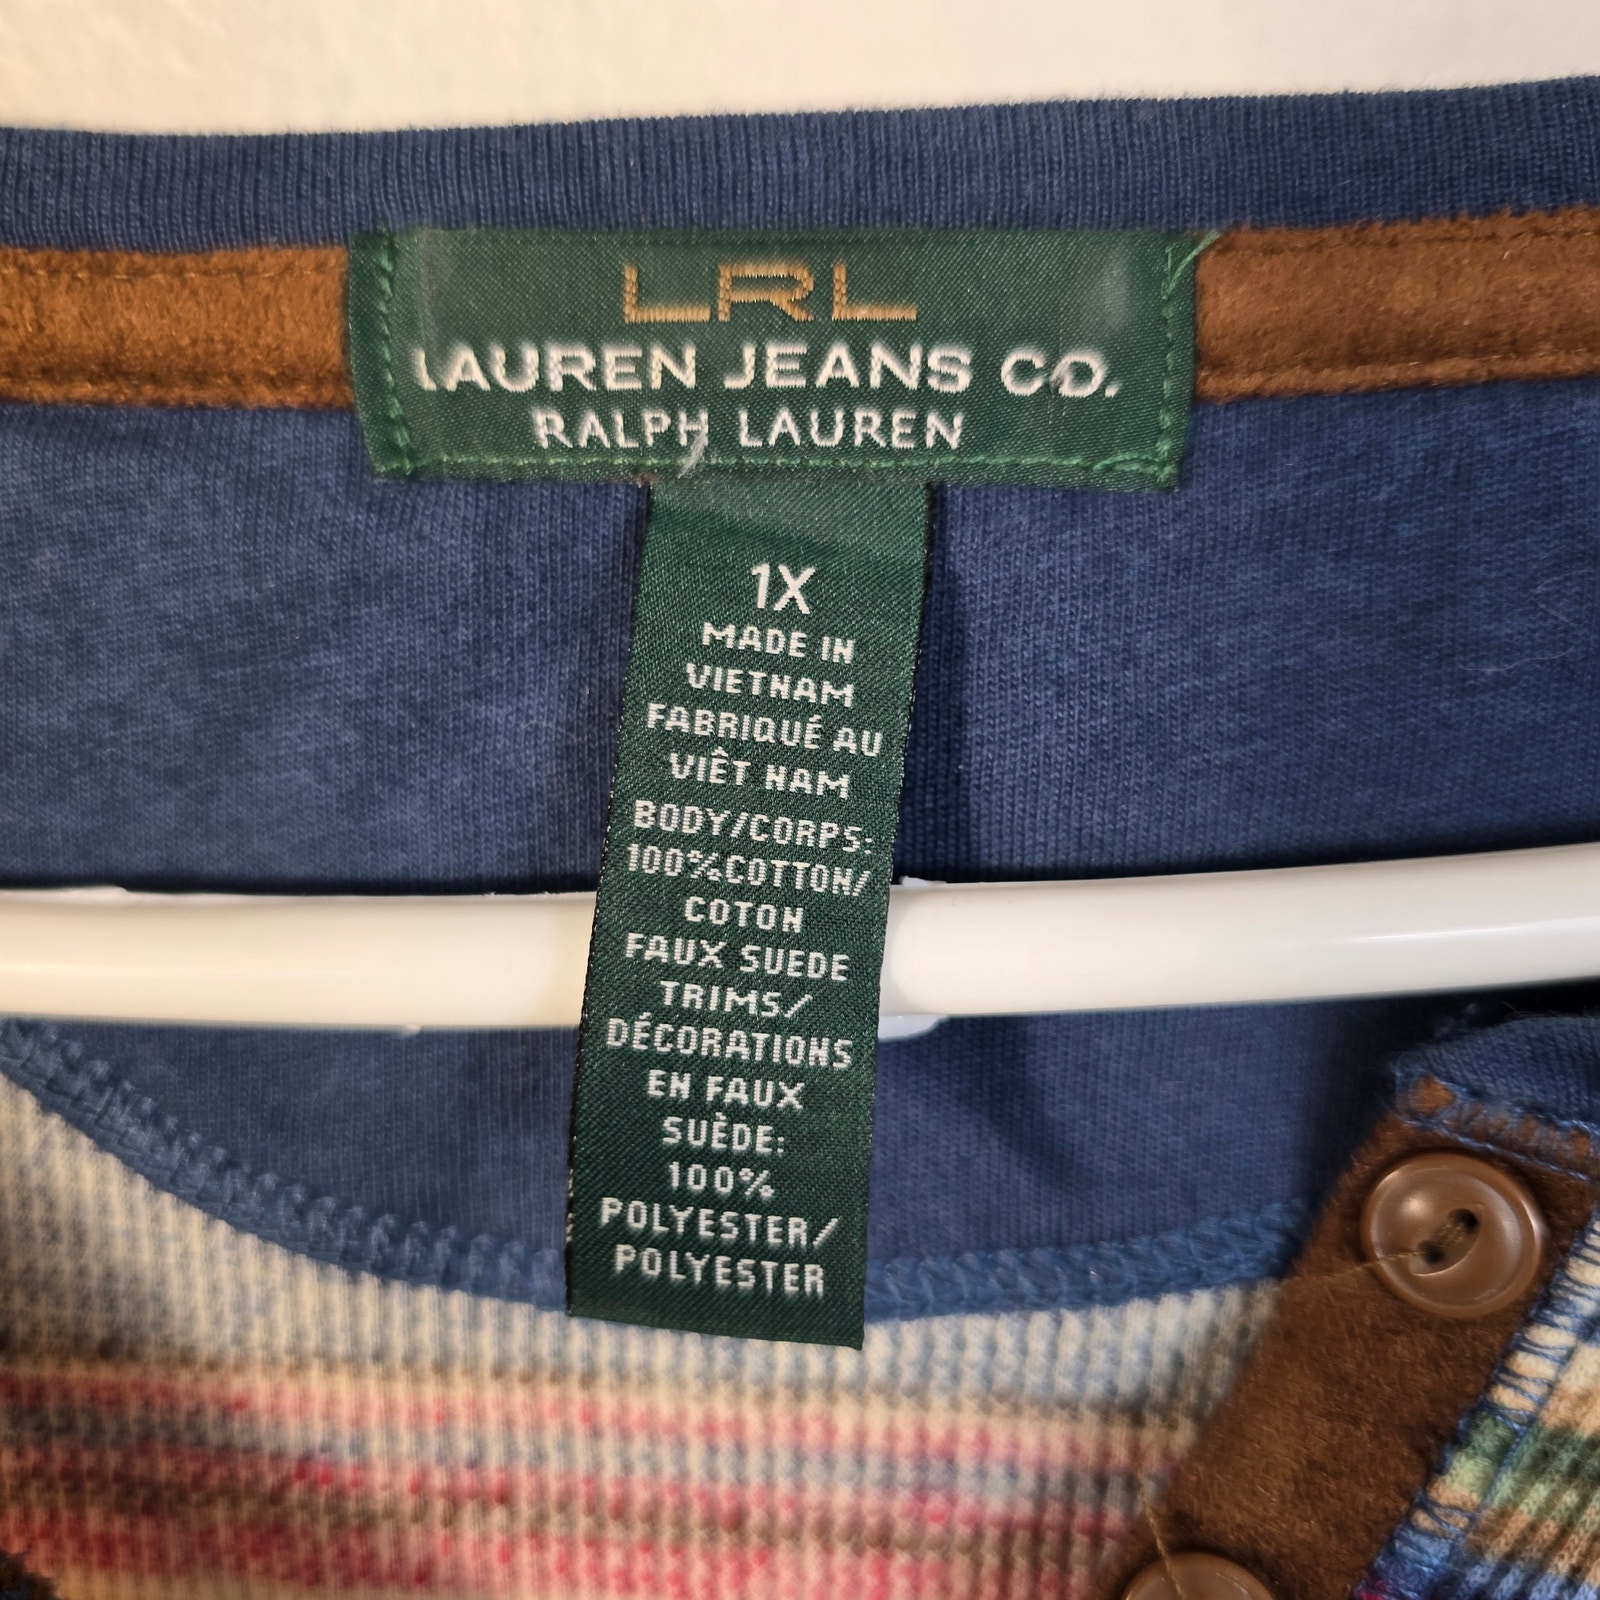 LRL
LAUREN JEANS CO.
RALPH LAUREN
1X
MADE IN
VIETNAM
FABRIQUÉ AU
VIÊT NAM
BODY/CORPS:
100%COTTON/
COTON
FAUX SUEDE
TRIMS/
DÉCORATIONS
EN FAUX
SUÈDE:
100%
POLYESTER/
POLYESTER